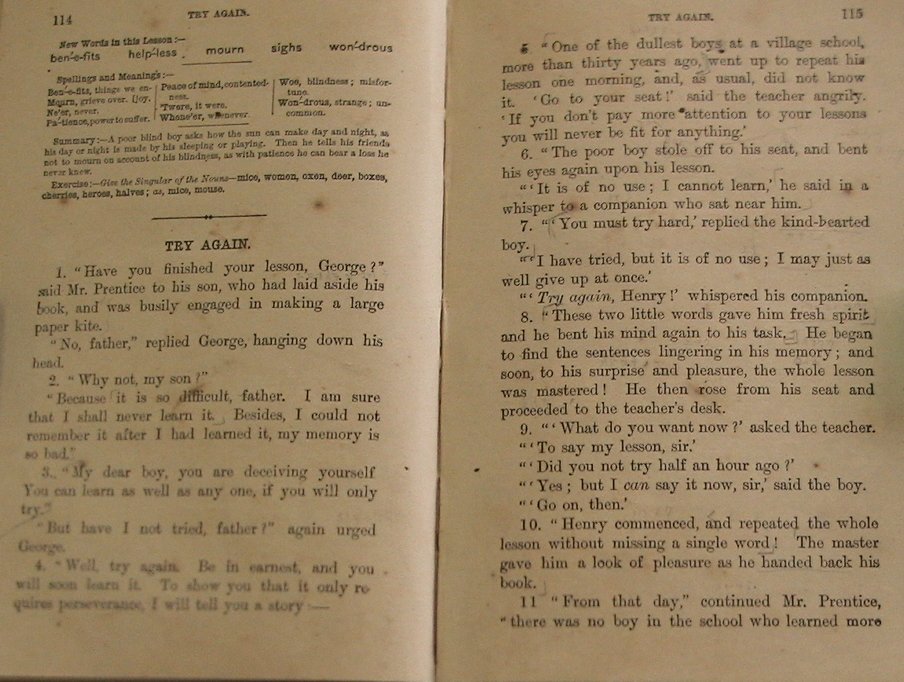 114
TRY AGAIN.
New Words in this Lesson :—
ben′-e-fits help′-less mourn sighs won′-drous
Spellings and Meanings :—
Ben′-e-fits, things we en-
Mourn, grieve over. [joy.
Ne'er, never.
Pa′-tience, power to suffer.
Peace of mind, contented-
ness.
'Twere, it were.
Whene'er, whenever.
Woe, blindness ; misfor-
tune.
Won-drous, strange ; un-
common.
Summary :—A poor blind boy asks how the sun can make day and night, as
his day or night is made by his sleeping or playing. Then he tells his friends
not to mourn on account of his blindness, as with patience he can bear a loss he
ne'er knew.
Exercise :—Give the Singular of the Nouns—mice, women, oxen, deer, boxes,
cherries, heroes, halves ; as, mice, mouse.
TRY AGAIN.
1. "Have you finished your lesson, George ?"
said Mr. Prentice to his son, who had laid aside his
book, and was busily engaged in making a large
paper kite.
"No, father," replied George, hanging down his
head.
2. "Why not, my son ?"
"Because it is so difficult, father. I am sure
that I shall never learn it. Besides, I could not
remember it after I had learned it, my memory is
so bad."
3. "My dear boy, you are deceiving yourself
You can learn as well as any one, if you will only
try."
"But have I not tried, father ?" again urged
George.
4. "Well, try again. Be in earnest, and you
will soon learn it. To show you that it only re
quires perseverance, I will tell you a story :—
TRY AGAIN.
115
5 "One of the dullest boys at a village school,
more than thirty years ago, went up to repeat his
lesson one morning, and, as usual, did not know
it. 'Go to your seat !' said the teacher angrily.
'If you don't pay more attention to your lessons
you will never be fit for anything.'
6. "The poor boy stole off to his seat, and bent
his eyes again upon his lesson.
"'It is of no use ; I cannot learn,' he said in a
whisper to a companion who sat near him.
7. "'You must try hard,' replied the kind-hearted
boy.
"'I have tried, but it is of no use ; I may just as
well give up at once.'
"'Try again, Henry !' whispered his companion.
8. "These two little words gave him fresh spirit
and he bent his mind again to his task. He began
to find the sentences lingering in his memory ; and
soon, to his surprise and pleasure, the whole lesson
was mastered ! He then rose from his seat and
proceeded to the teacher's desk.
9. "'What do you want now ?' asked the teacher.
"'To say my lesson, sir.'
"'Did you not try half an hour ago ?'
"'Yes ; but I can say it now, sir,' said the boy.
"'Go on, then.'
10. "Henry commenced, and repeated the whole
lesson without missing a single word ! The master
gave him a look of pleasure as he handed back his
book.
11 "From that day," continued Mr. Prentice,
"there was no boy in the school who learned more